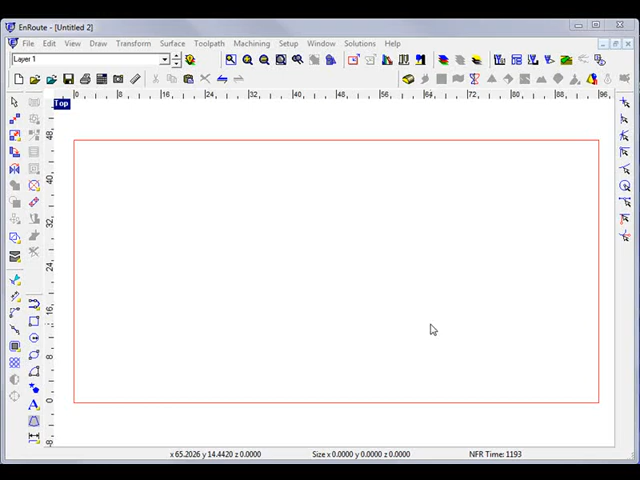 EnRoute - [Untitled 2]
File Edit View Draw Transform Surface Toolpath Machining Setup Window Solutions Help
Layer 1
Top
0 8 16 24 32 40 48 56 64 72 80 88 96
48
40
32
24
16
8
0
-8
x 65.2026 y 14.4420 z 0.0000 Size x 0.0000 y 0.0000 z 0.0000 NFR Time: 1193